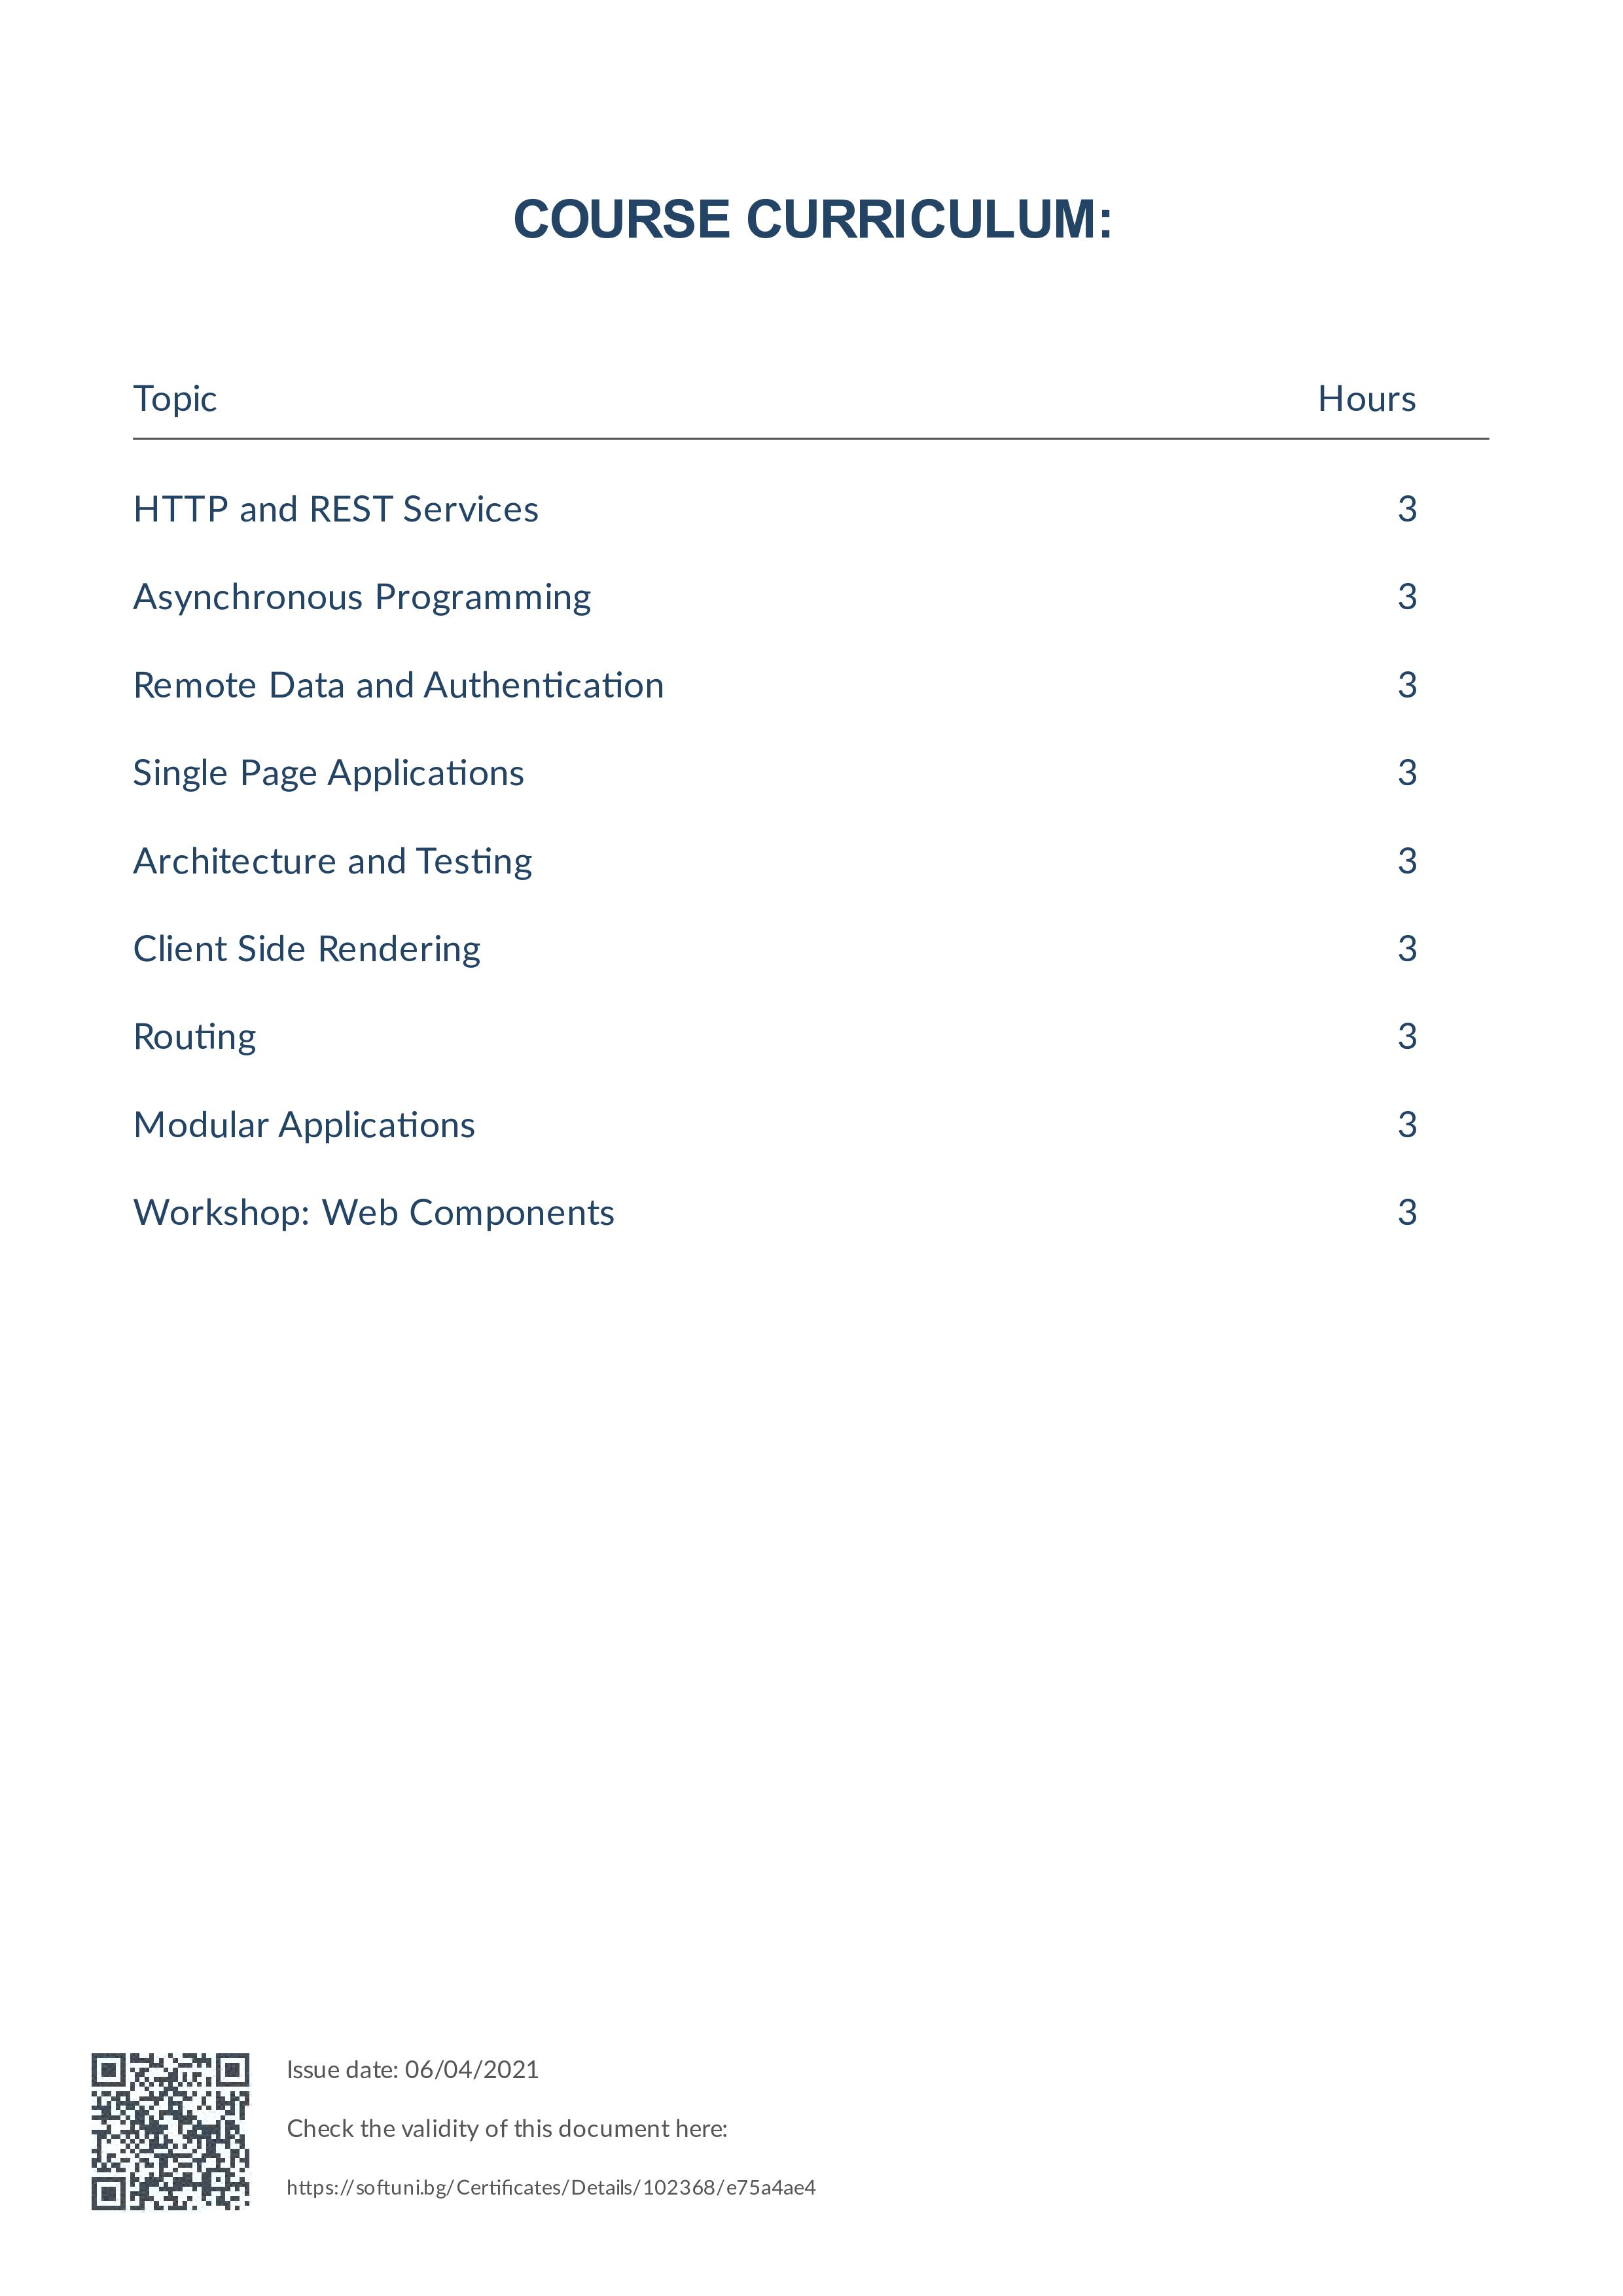 COURSE CURRICULUM:
Topic Hours
HTTP and REST Services 3
Asynchronous Programming 3
Remote Data and Authentication 3
Single Page Applications 3
Architecture and Testing 3
Client Side Rendering 3
Routing 3
Modular Applications 3
Workshop: Web Components 3
Issue date: 06/04/2021
Check the validity of this document here:
https://softuni.bg/Certificates/Details/102368/e75a4ae4